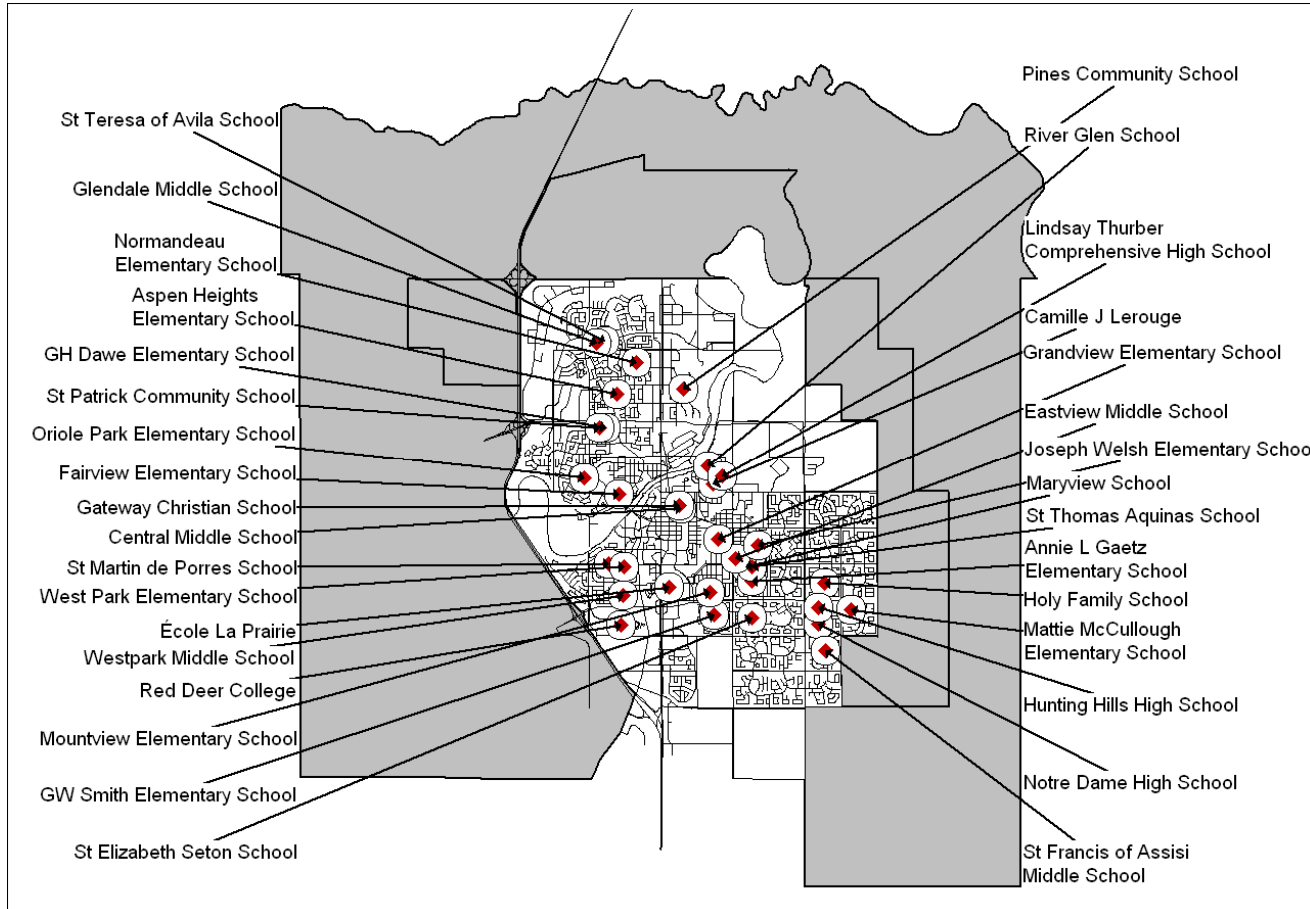 St Teresa of Avila School
Glendale Middle School
Normandeau
Elementary School
Aspen Heights
Elementary School
GH Dawe Elementary School
St Patrick Community School
Oriole Park Elementary School
Fairview Elementary School
Gateway Christian School
Central Middle School
St Martin de Porres School
West Park Elementary School
École La Prairie
Westpark Middle School
Red Deer College
Mountview Elementary School
GW Smith Elementary School
St Elizabeth Seton School
Pines Community School
River Glen School
Lindsay Thurber
Comprehensive High School
Camille J Lerouge
Grandview Elementary School
Eastview Middle School
Joseph Welsh Elementary School
Maryview School
St Thomas Aquinas School
Annie L Gaetz
Elementary School
Holy Family School
Mattie McCullough
Elementary School
Hunting Hills High School
Notre Dame High School
St Francis of Assisi
Middle School